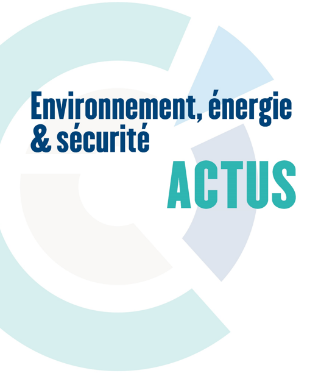 Environnement, énergie
& sécurité
ACTUS